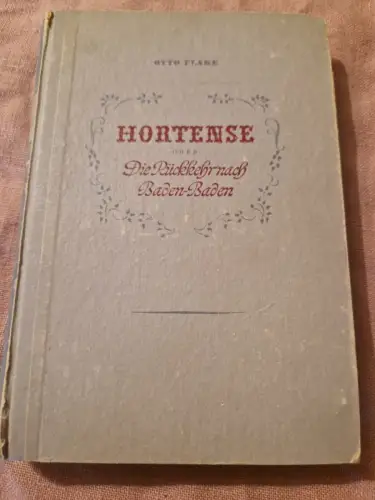 OTTO FLAKE
HORTENSE
ODER
Die Rückkehr nach
Baden-Baden